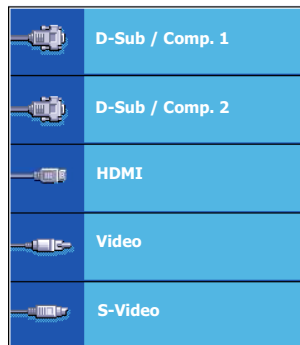 D-Sub / Comp. 1
D-Sub / Comp. 2
HDMI
Video
S-Video